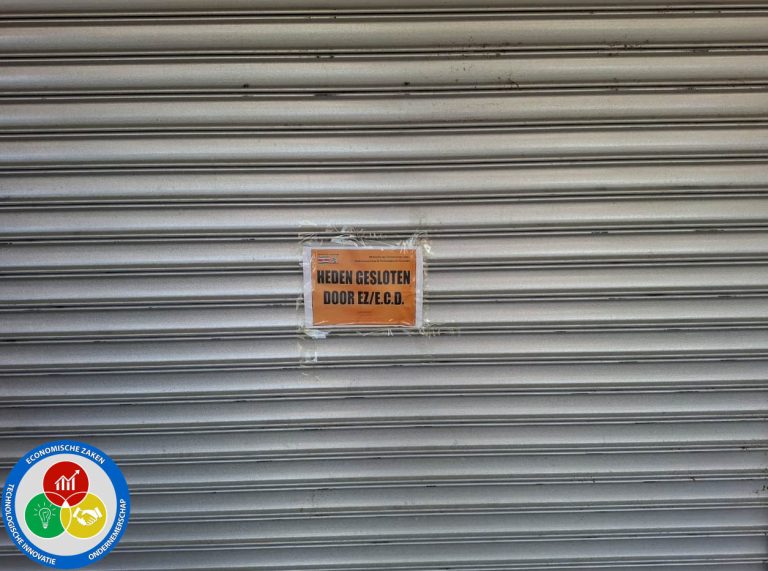 HEDEN GESLOTEN
DOOR EZ/E.C.D.
ECONOMISCHE ZAKEN
TECHNOLOGISCHE INNOVATIE
ONDERNEMERSCHAP